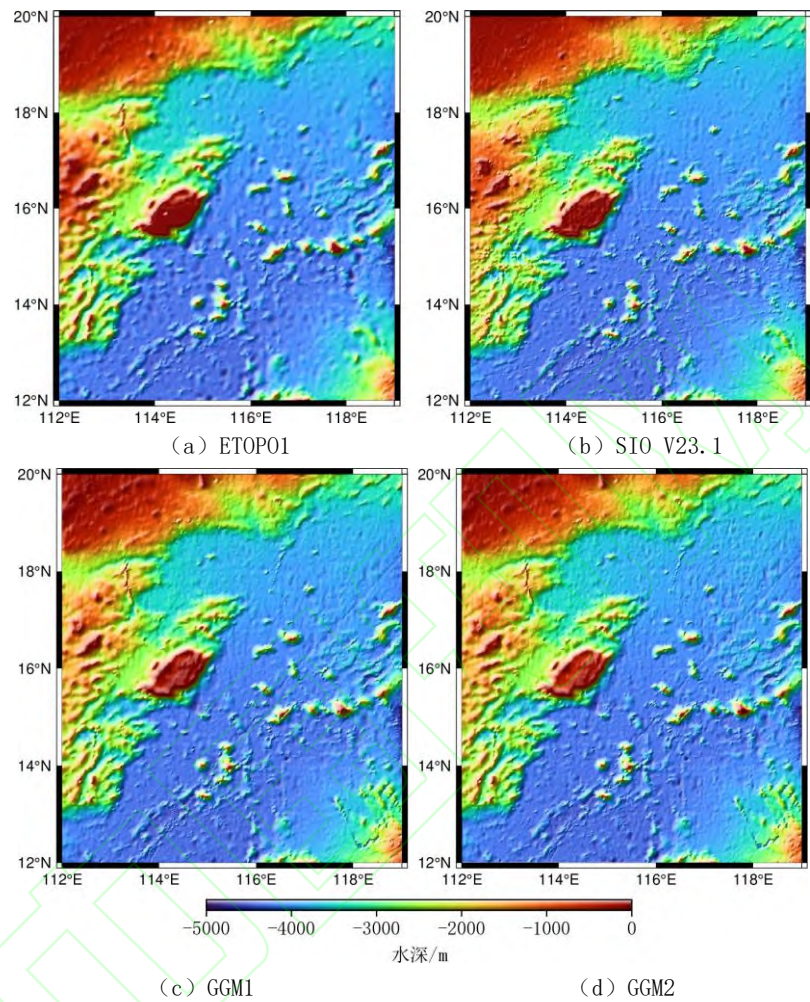 20°N
18°N
16°N
14°N
12°N
112°E 114°E 116°E 118°E
(a) ETOPO1
20°N
18°N
16°N
14°N
12°N
112°E 114°E 116°E 118°E
(b) SIO V23.1
20°N
18°N
16°N
14°N
12°N
112°E 114°E 116°E 118°E
20°N
18°N
16°N
14°N
12°N
112°E 114°E 116°E 118°E
-5000 -4000 -3000 -2000 -1000 0
水深/m
(c) GGM1
(d) GGM2